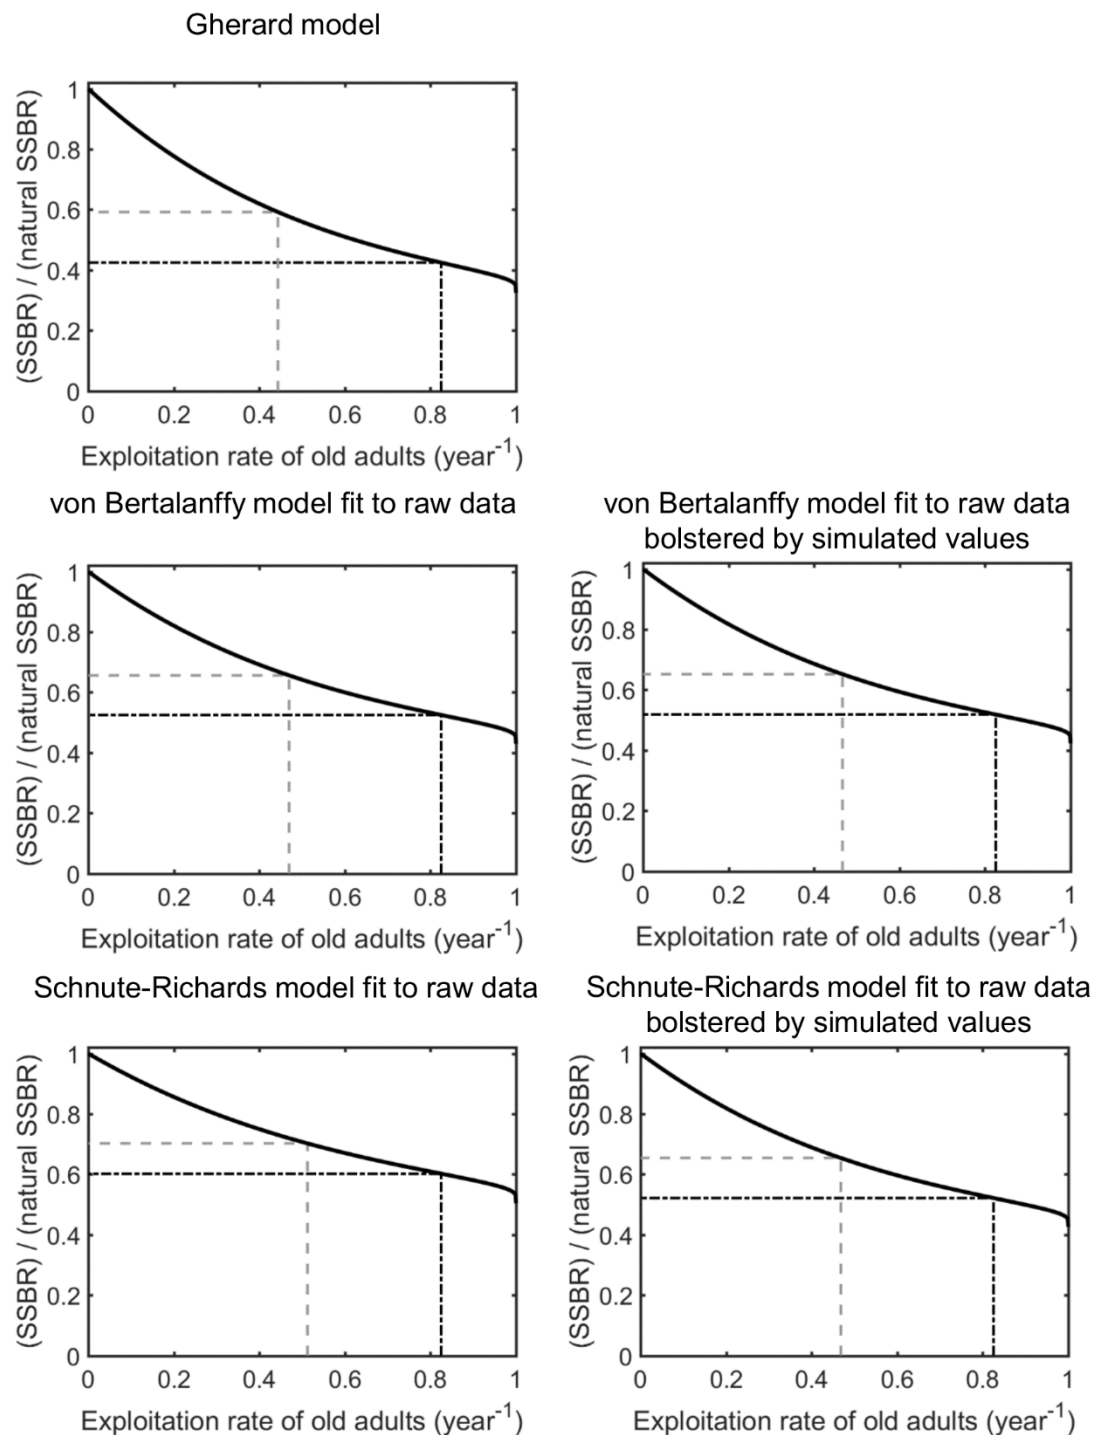 Gherard model
(SSBR) / (natural SSBR)
1
0.8
0.6
0.4
0.2
0
0 0.2 0.4 0.6 0.8 1
Exploitation rate of old adults (year-1)
von Bertalanffy model fit to raw data
(SSBR) / (natural SSBR)
1
0.8
0.6
0.4
0.2
0
0 0.2 0.4 0.6 0.8 1
Exploitation rate of old adults (year-1)
von Bertalanffy model fit to raw data
bolstered by simulated values
(SSBR) / (natural SSBR)
1
0.8
0.6
0.4
0.2
0
0 0.2 0.4 0.6 0.8 1
Exploitation rate of old adults (year-1)
Schnute-Richards model fit to raw data
(SSBR) / (natural SSBR)
1
0.8
0.6
0.4
0.2
0
0 0.2 0.4 0.6 0.8 1
Exploitation rate of old adults (year-1)
Schnute-Richards model fit to raw data
bolstered by simulated values
(SSBR) / (natural SSBR)
1
0.8
0.6
0.4
0.2
0
0 0.2 0.4 0.6 0.8 1
Exploitation rate of old adults (year-1)